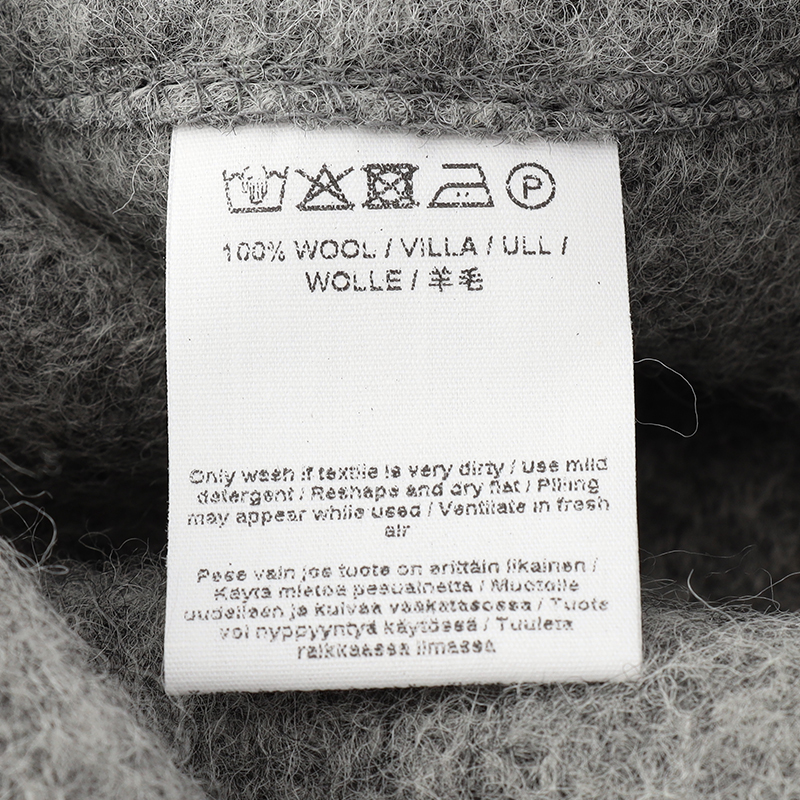 P
100% WOOL / VILLA / ULL /
WOLLE / 羊毛
Only wash if textile is very dirty / Use mild
detergent / Reshape and dry flat / Pilling
may appear while used / Ventilate in fresh
air
Pese vain jos tuote on erittäin likainen /
Käytä mietoa pesuainetta / Muotoile
uudelleen ja kuivaa vaakatasossa / Tuote
voi nyppyyntyä käytössä / Tuuleta
raikkaassa ilmassa